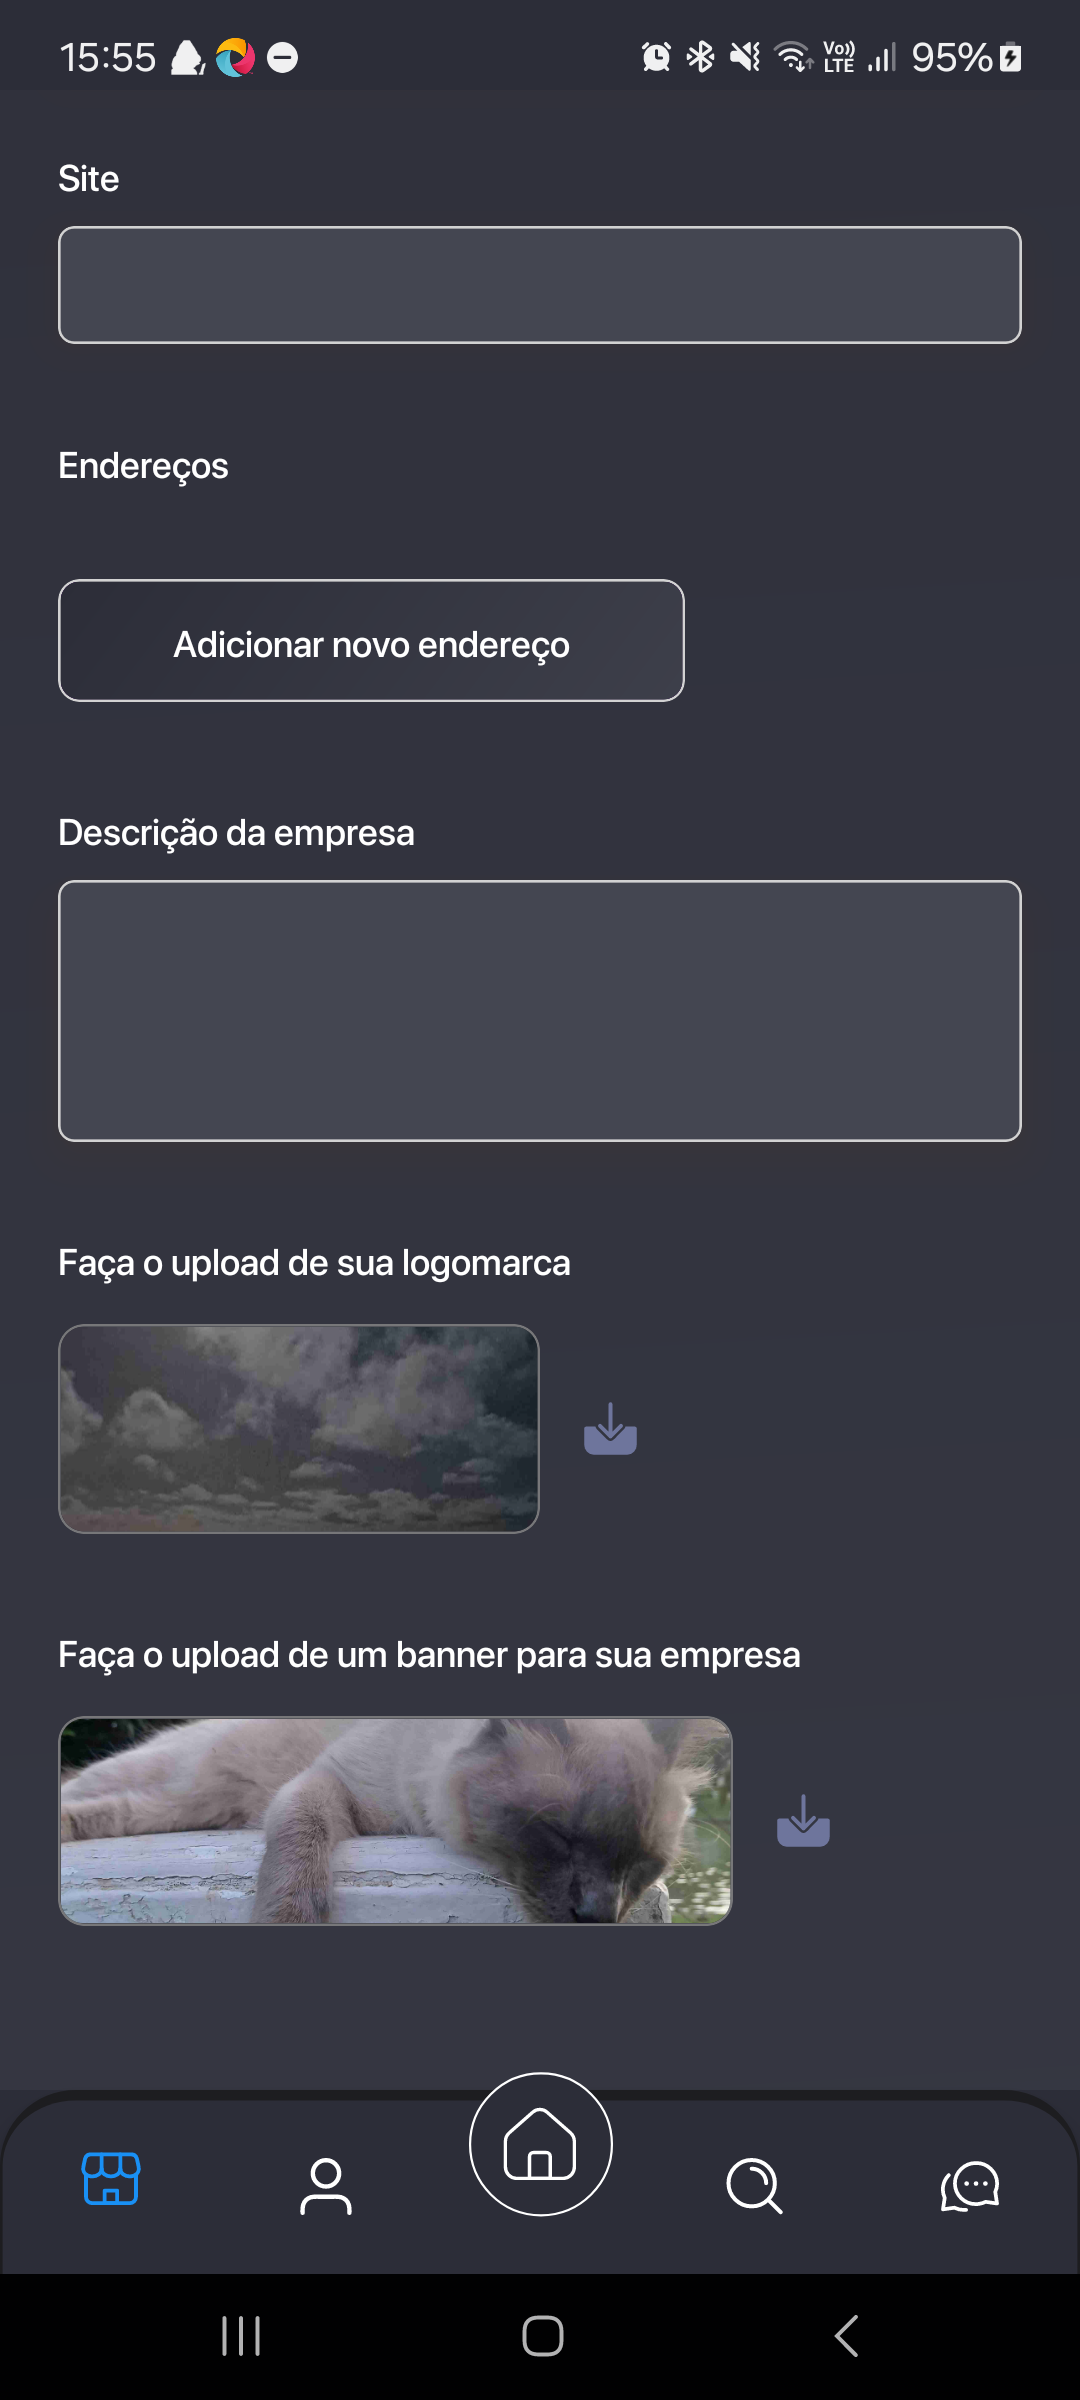 15:55
Vo)) LTE
95%
Site
Endereços
Adicionar novo endereço
Descrição da empresa
Faça o upload de sua logomarca
Faça o upload de um banner para sua empresa